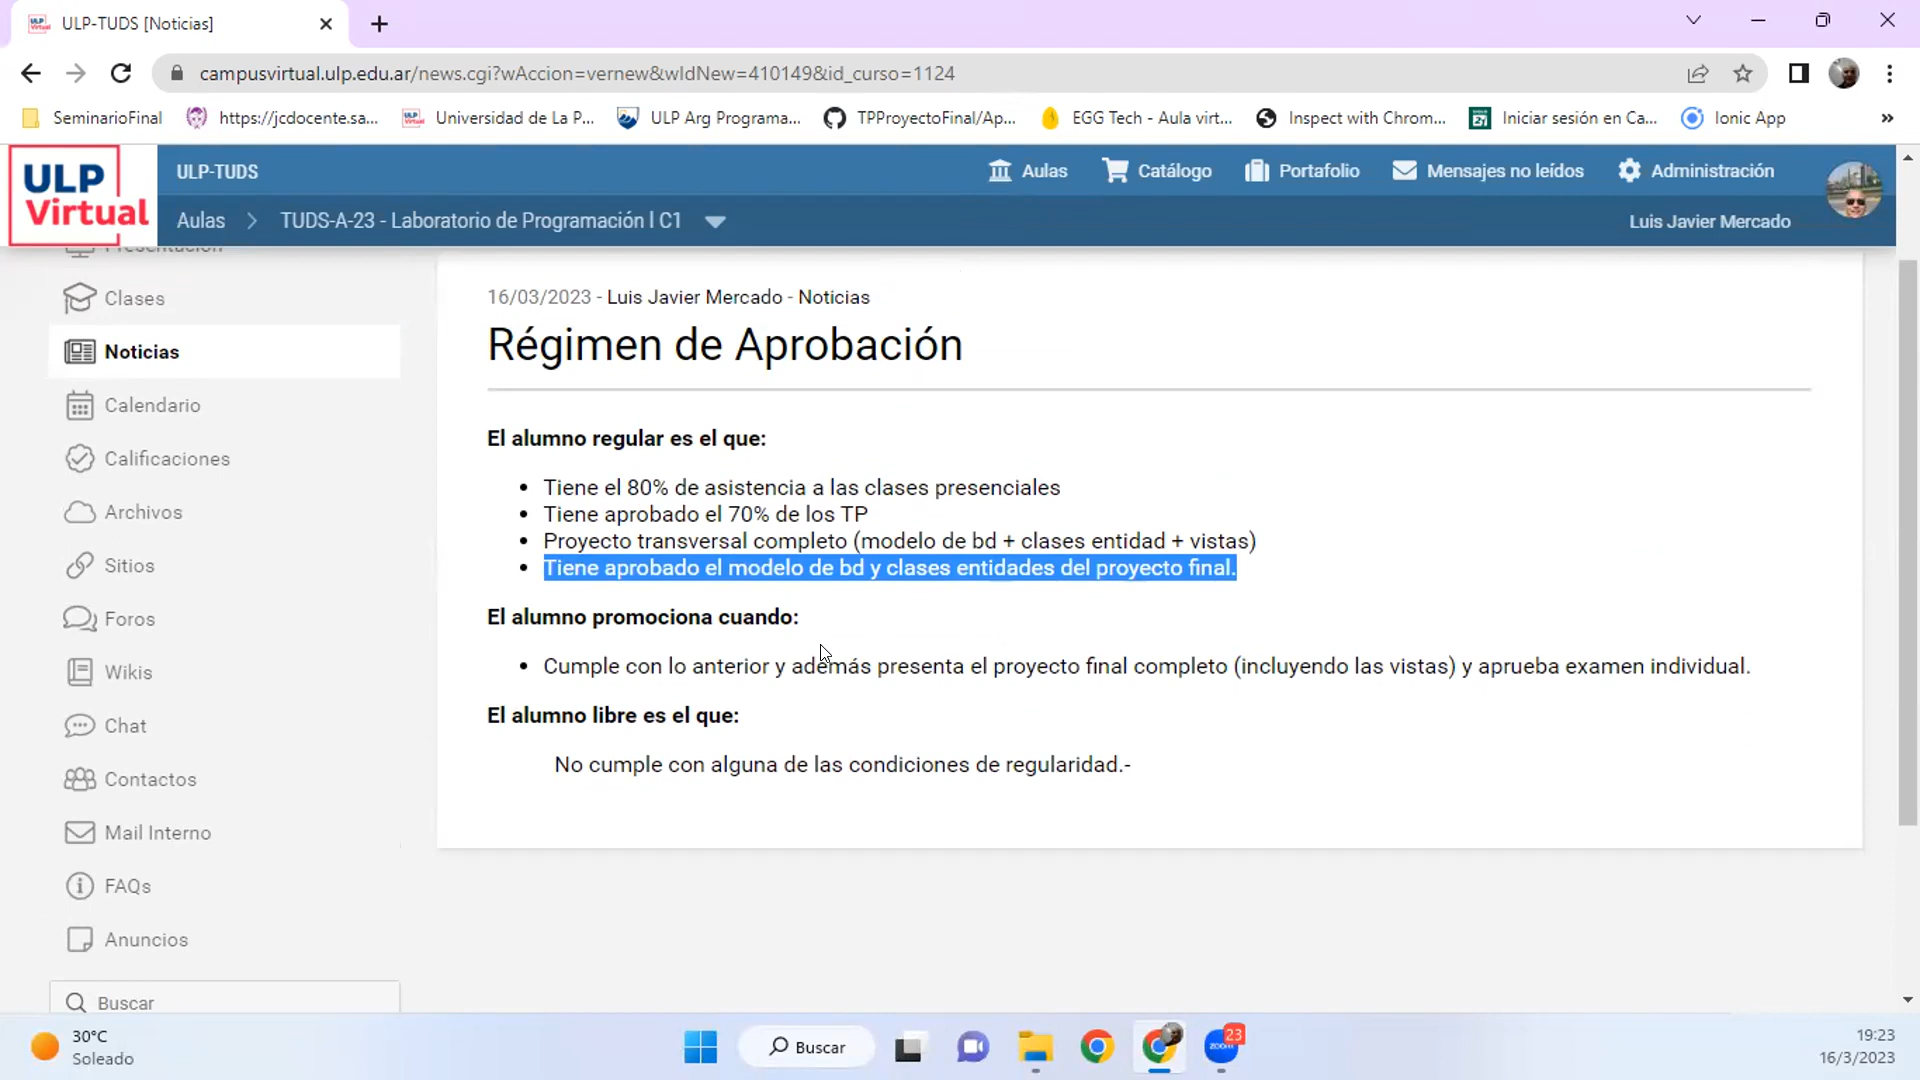 ULP-TUDS [Noticias]
campusvirtual.ulp.edu.ar/news.cgi?wAccion=vernew&wIdNew=410149&id_curso=1124
SeminarioFinal
https://jcdocente.sa...
Universidad de La P...
ULP Arg Programa...
TPProyectoFinal/Ap...
EGG Tech - Aula virt...
Inspect with Chrom...
Iniciar sesión en Ca...
Ionic App
»
ULP Virtual
ULP-TUDS
Aulas
Catálogo
Portafolio
Mensajes no leídos
Administración
Aulas > TUDS-A-23 - Laboratorio de Programación I C1
Luis Javier Mercado
Presentación
Clases
Noticias
Calendario
Calificaciones
Archivos
Sitios
Foros
Wikis
Chat
Contactos
Mail Interno
FAQs
Anuncios
Buscar
16/03/2023 - Luis Javier Mercado - Noticias
Régimen de Aprobación
El alumno regular es el que:
• Tiene el 80% de asistencia a las clases presenciales
• Tiene aprobado el 70% de los TP
• Proyecto transversal completo (modelo de bd + clases entidad + vistas)
• Tiene aprobado el modelo de bd y clases entidades del proyecto final.
El alumno promociona cuando:
• Cumple con lo anterior y además presenta el proyecto final completo (incluyendo las vistas) y aprueba examen individual.
El alumno libre es el que:
No cumple con alguna de las condiciones de regularidad.-
30°C
Soleado
Buscar
zoom
23
19:23
16/3/2023